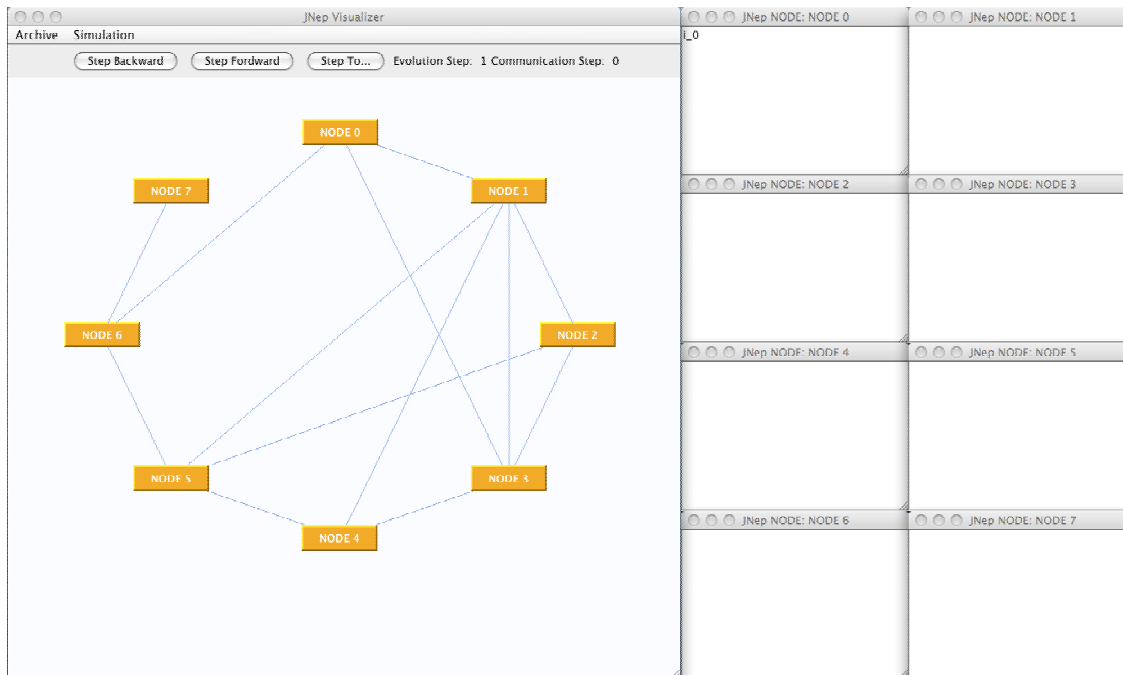 JNep Visualizer
Archive Simulation
Step Backward Step Fordward Step To... Evolution Step: 1 Communication Step: 0
NODE 0
NODE 7
NODE 1
NODE 6
NODE 2
NODE 5
NODE 3
NODE 4
JNep NODE: NODE 0
i_0
JNep NODE: NODE 1
JNep NODE: NODE 2
JNep NODE: NODE 3
JNep NODE: NODE 4
JNep NODE: NODE 5
JNep NODE: NODE 6
JNep NODE: NODE 7